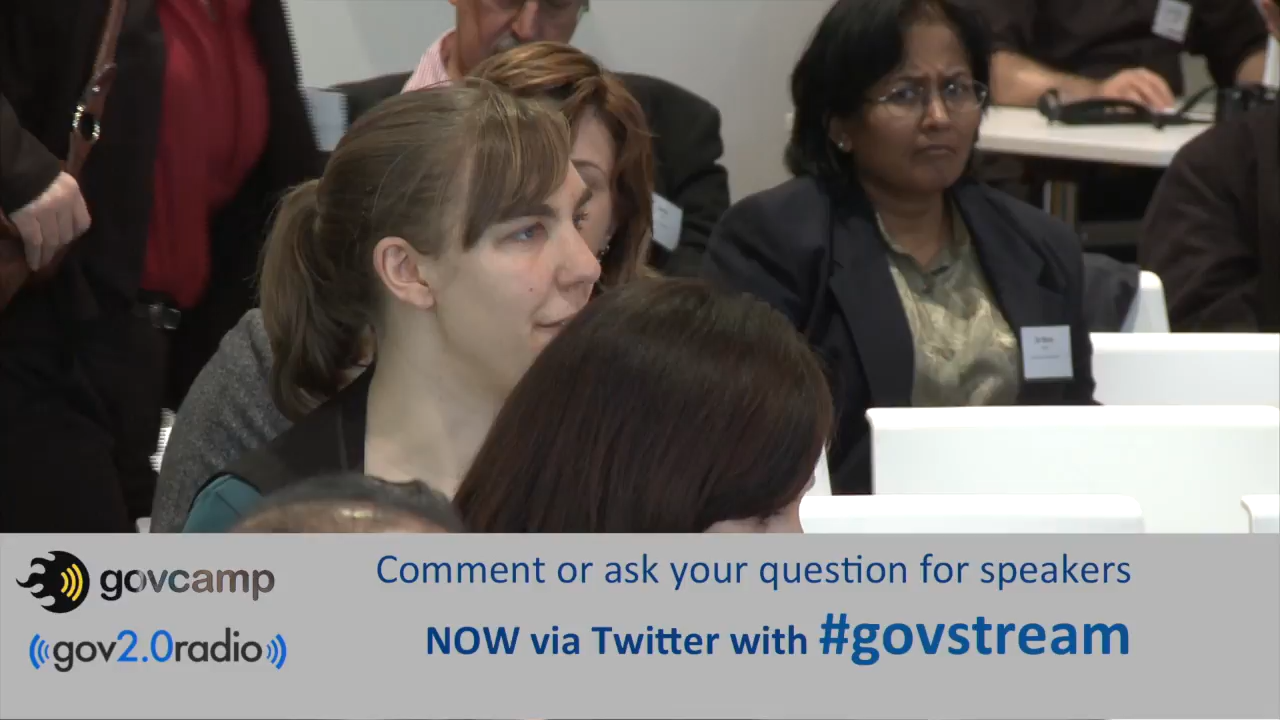 govcamp
Comment or ask your question for speakers
gov2.0radio
NOW via Twitter with #govstream